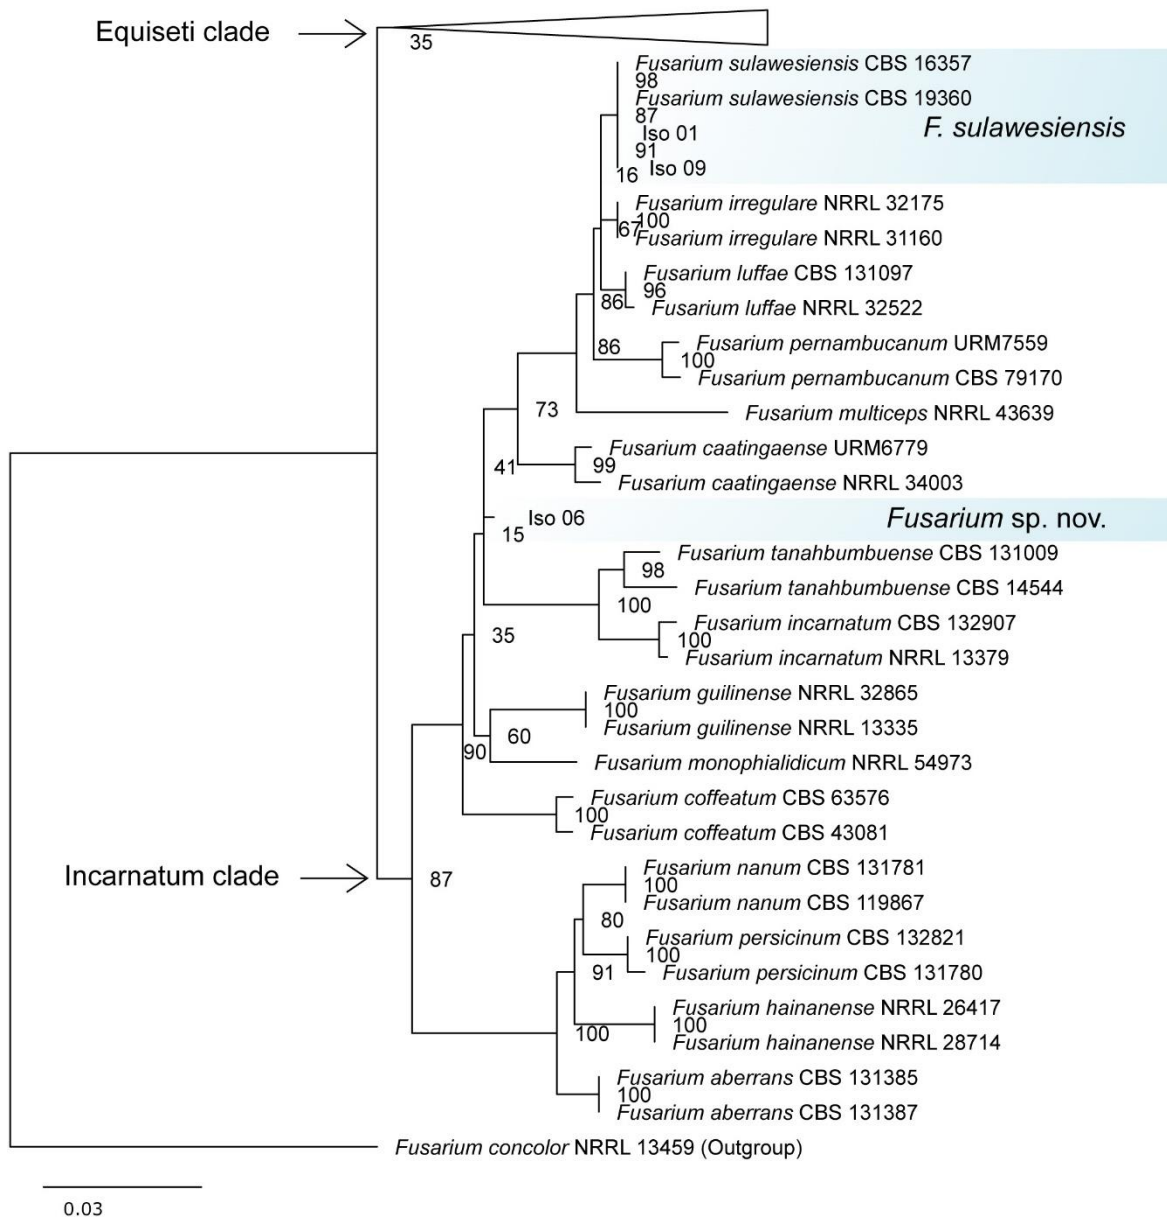 Equiseti clade
35
Fusarium sulawesiensis CBS 16357
98
Fusarium sulawesiensis CBS 19360
87
F. sulawesiensis
Iso 01
91
Iso 09
16
Fusarium irregulare NRRL 32175
100
67
Fusarium irregulare NRRL 31160
Fusarium luffae CBS 131097
96
86
Fusarium luffae NRRL 32522
86
Fusarium pernambucanum URM7559
100
Fusarium pernambucanum CBS 79170
73
Fusarium multiceps NRRL 43639
Fusarium caatingaense URM6779
41
99
Fusarium caatingaense NRRL 34003
Iso 06
Fusarium sp. nov.
15
Fusarium tanahbumbuense CBS 131009
98
Fusarium tanahbumbuense CBS 14544
100
Fusarium incarnatum CBS 132907
35
100
Fusarium incarnatum NRRL 13379
Fusarium guilinense NRRL 32865
100
Fusarium guilinense NRRL 13335
60
90
Fusarium monophialidicum NRRL 54973
Fusarium coffeatum CBS 63576
100
Fusarium coffeatum CBS 43081
Incarnatum clade
87
Fusarium nanum CBS 131781
100
Fusarium nanum CBS 119867
80
Fusarium persicinum CBS 132821
100
91
Fusarium persicinum CBS 131780
Fusarium hainanense NRRL 26417
100
100
Fusarium hainanense NRRL 28714
Fusarium aberrans CBS 131385
100
Fusarium aberrans CBS 131387
Fusarium concolor NRRL 13459 (Outgroup)
0.03